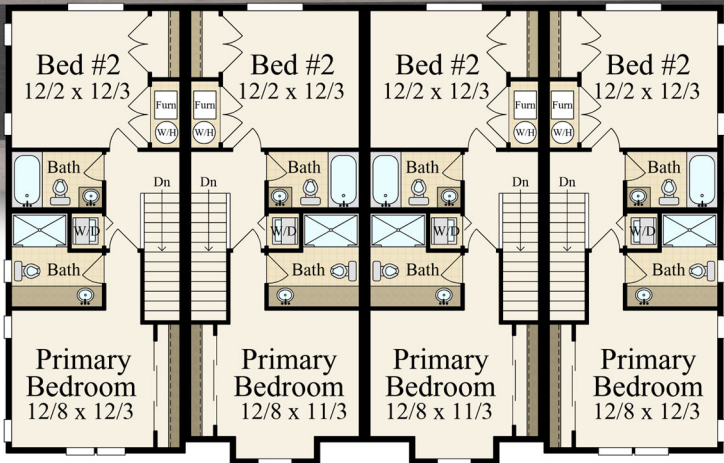 Bed #2
12/2 x 12/3
Bed #2
12/2 x 12/3
Bed #2
12/2 x 12/3
Bed #2
12/2 x 12/3
Furn
W/H
Furn
W/H
Furn
W/H
Furn
W/H
Bath
Dn
Dn
Bath
Bath
Dn
Dn
Bath
W/D
W/D
W/D
W/D
Bath
Bath
Bath
Bath
Primary
Bedroom
12/8 x 12/3
Primary
Bedroom
12/8 x 11/3
Primary
Bedroom
12/8 x 11/3
Primary
Bedroom
12/8 x 12/3